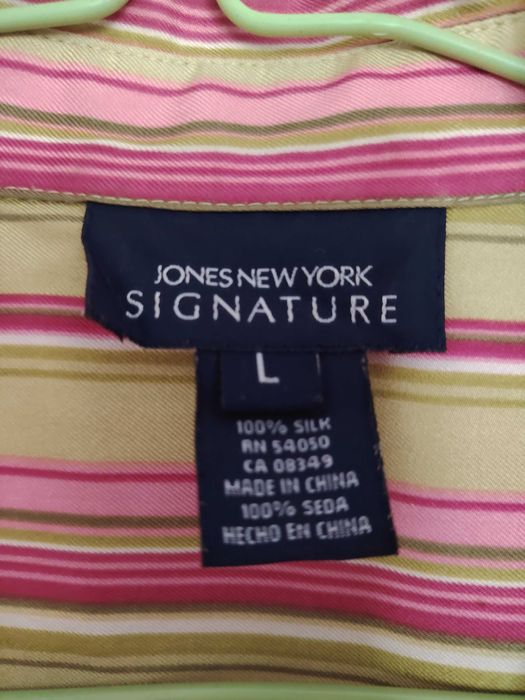 JONES NEW YORK
SIGNATURE
L
100% SILK
RN 54050
CA 08349
MADE IN CHINA
100% SEDA
HECHO EN CHINA